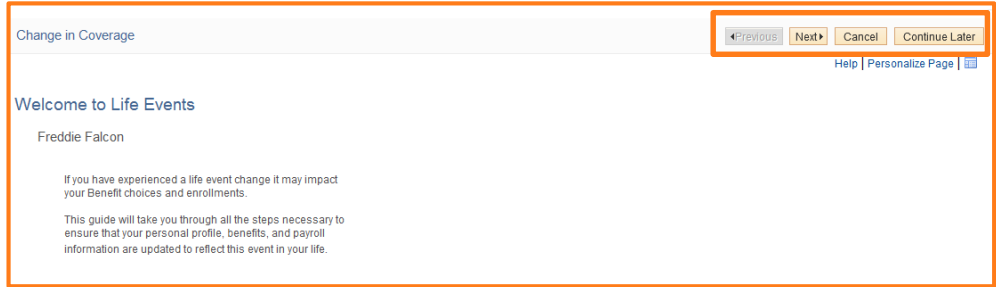 Change in Coverage
Previous Next Cancel Continue Later
Help Personalize Page
Welcome to Life Events
Freddie Falcon
If you have experienced a life event change it may impact
your Benefit choices and enrollments.
This guide will take you through all the steps necessary to
ensure that your personal profile, benefits, and payroll
information are updated to reflect this event in your life.